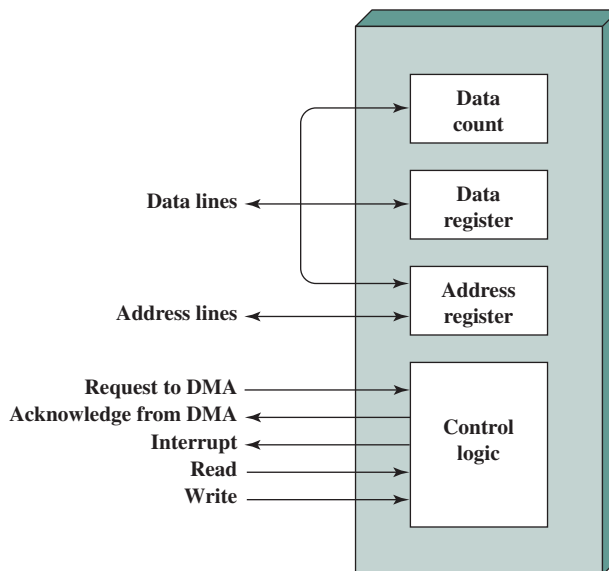 Data
count
Data lines
Data
register
Address lines
Address
register
Request to DMA
Acknowledge from DMA
Interrupt
Read
Write
Control
logic